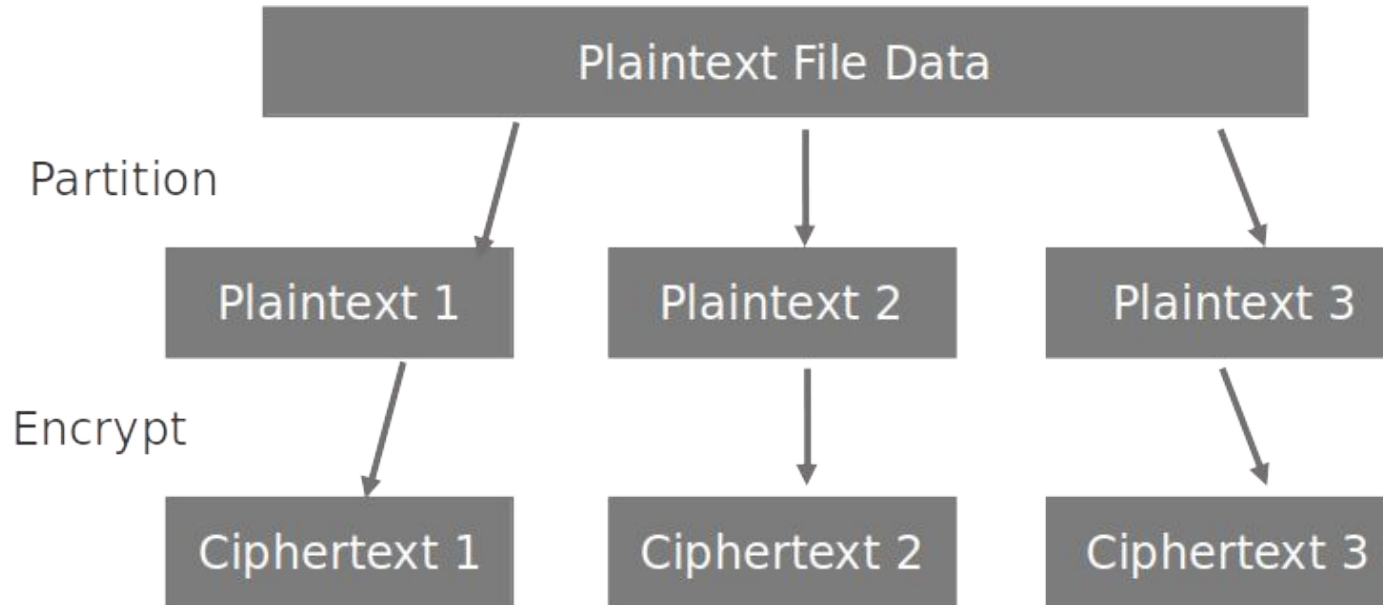 Plaintext File Data
Partition
Plaintext 1
Plaintext 2
Plaintext 3
Encrypt
Ciphertext 1
Ciphertext 2
Ciphertext 3